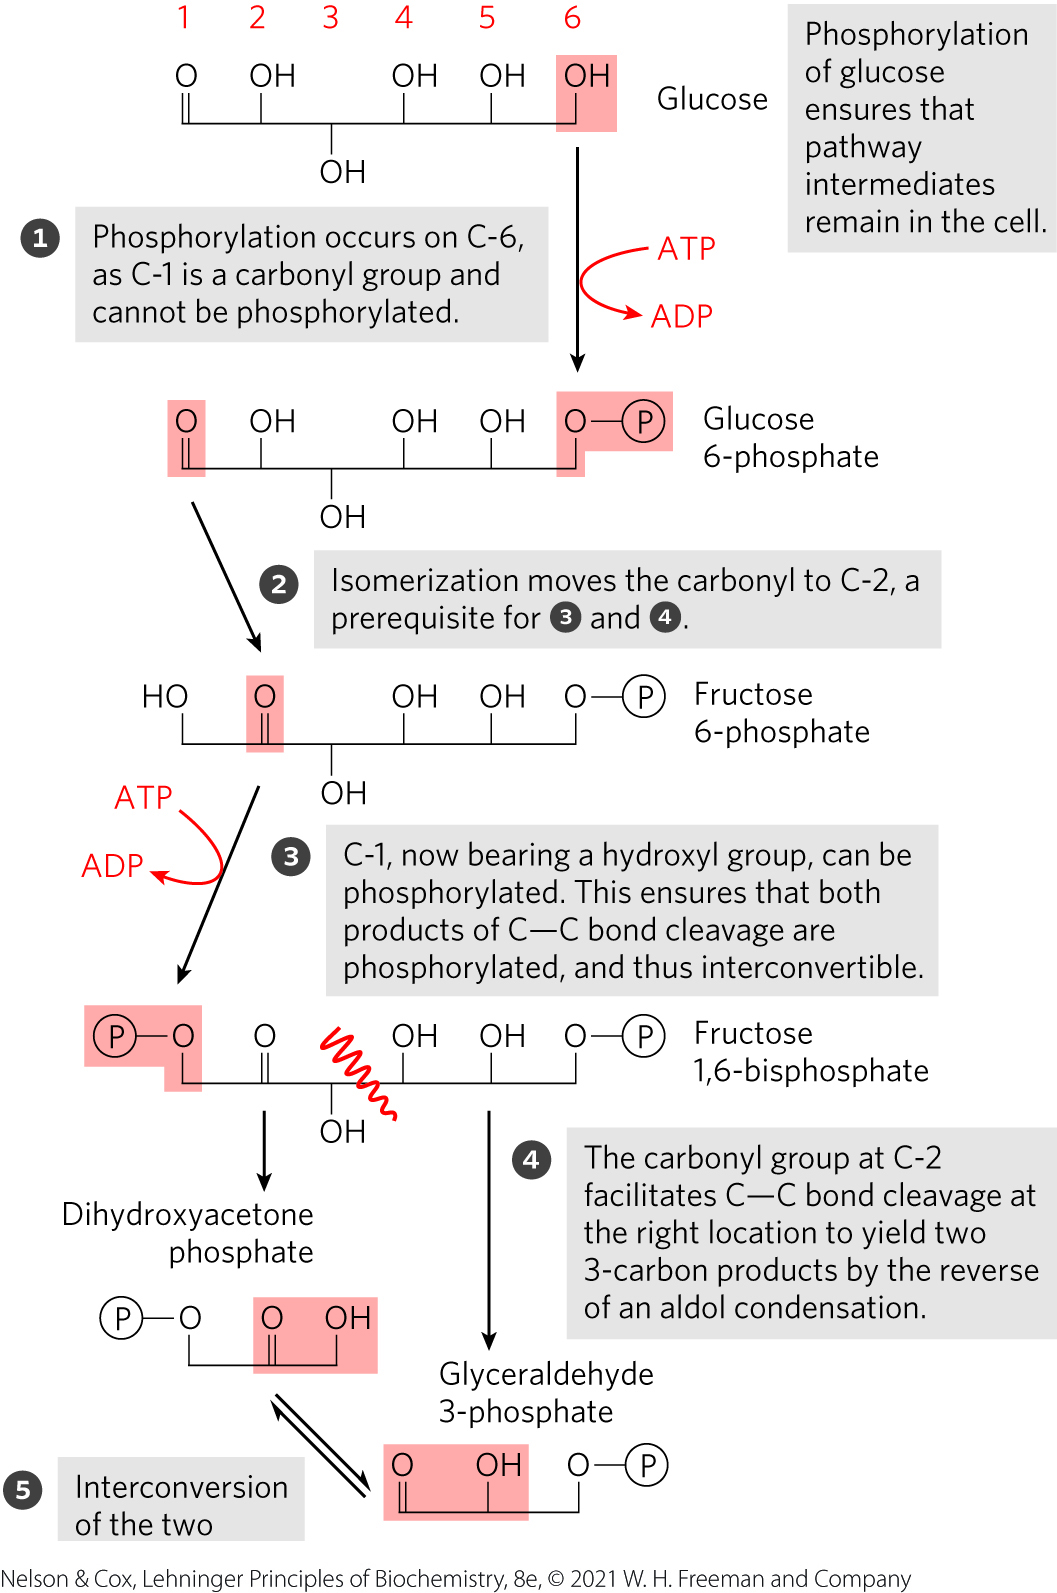 1 2 3 4 5 6
O OH OH OH OH
OH
Glucose
Phosphorylation
of glucose
ensures that
pathway
intermediates
remain in the cell.
1
Phosphorylation occurs on C-6,
as C-1 is a carbonyl group and
cannot be phosphorylated.
ATP
ADP
O OH OH OH O P
OH
Glucose
6-phosphate
2
Isomerization moves the carbonyl to C-2, a
prerequisite for 3 and 4.
HO O OH OH O P
OH
Fructose
6-phosphate
ATP
ADP
3
C-1, now bearing a hydroxyl group, can be
phosphorylated. This ensures that both
products of C—C bond cleavage are
phosphorylated, and thus interconvertible.
P O O OH OH O P
OH
Fructose
1,6-bisphosphate
4
The carbonyl group at C-2
facilitates C—C bond cleavage at
the right location to yield two
3-carbon products by the reverse
of an aldol condensation.
Dihydroxyacetone
phosphate
P O O OH
Glyceraldehyde
3-phosphate
O OH O P
5
Interconversion
of the two
Nelson & Cox, Lehninger Principles of Biochemistry, 8e, © 2021 W. H. Freeman and Company